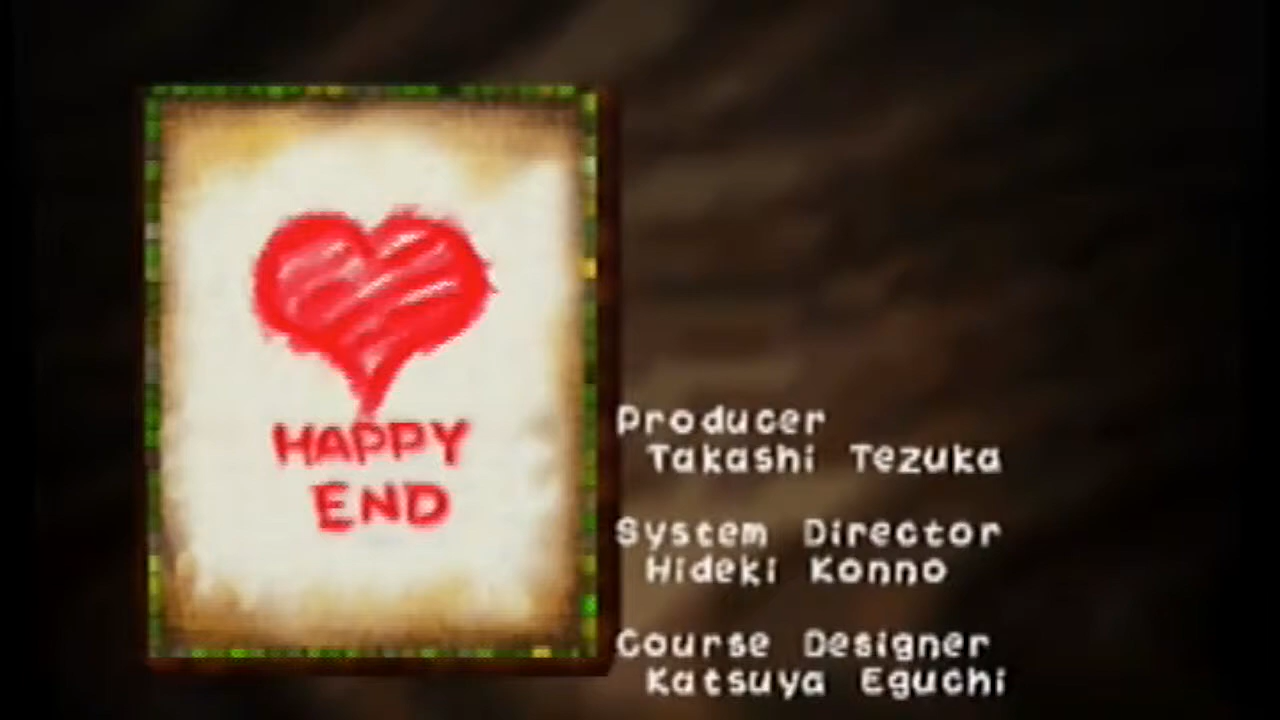 HAPPY
END
Producer
Takashi Tezuka
System Director
Hideki Konno
Course Designer
Katsuya Eguchi